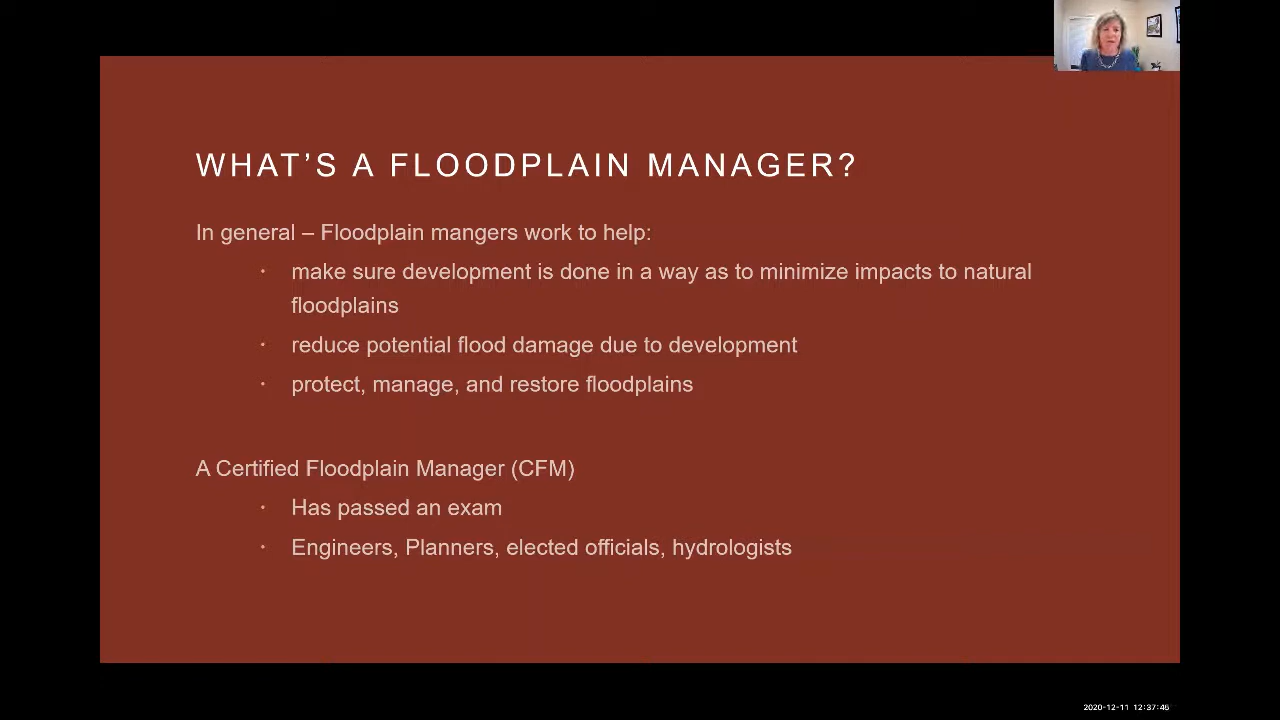 WHAT'S A FLOODPLAIN MANAGER?
In general – Floodplain mangers work to help:
· make sure development is done in a way as to minimize impacts to natural
floodplains
· reduce potential flood damage due to development
· protect, manage, and restore floodplains
A Certified Floodplain Manager (CFM)
· Has passed an exam
· Engineers, Planners, elected officials, hydrologists
2020-12-11 12:37:46